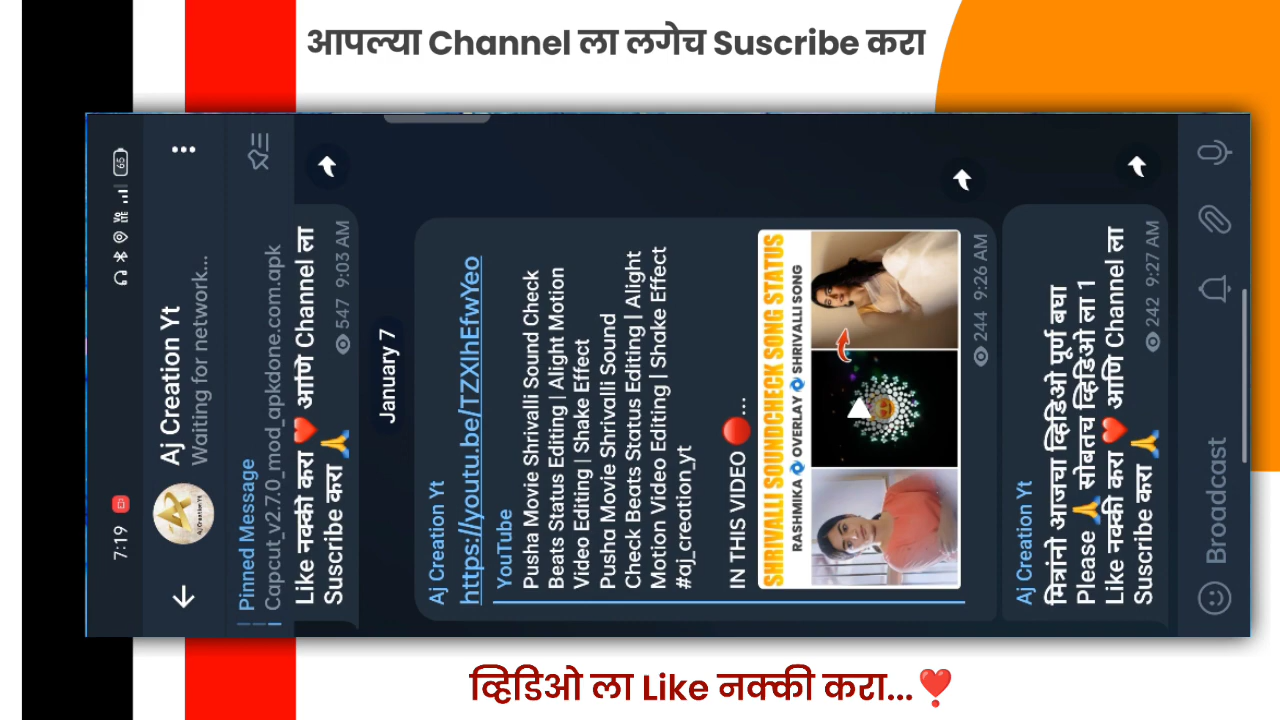 आपल्या Channel ला लगेच Suscribe करा
7:19
65
Aj Creation Yt
Waiting for network...
Pinned Message
Capcut_v2.7.0_mod_apkdone.com.apk
Like नक्की करा ❤️ आणि Channel ला
Suscribe करा 🙏
547 9:03 AM
January 7
Aj Creation Yt
https://youtu.be/TZXlhEfwYeo
YouTube
Pusha Movie Shrivalli Sound Check
Beats Status Editing | Alight Motion
Video Editing | Shake Effect
Pusha Movie Shrivalli Sound
Check Beats Status Editing | Alight
Motion Video Editing | Shake Effect
#aj_creation_yt
IN THIS VIDEO 🔴...
SHRIVALLI SOUNDCHECK SONG STATUS
RASHMIKA 🧿 OVERLAY 🧿 SHRIVALLI SONG
244 9:26 AM
Aj Creation Yt
मित्रांनो आजचा व्हिडिओ पूर्ण बघा
Please 🙏 सोबतच व्हिडिओ ला 1
Like नक्की करा ❤️ आणि Channel ला
Suscribe करा 🙏
242 9:27 AM
Broadcast
व्हिडिओ ला Like नक्की करा...❣️